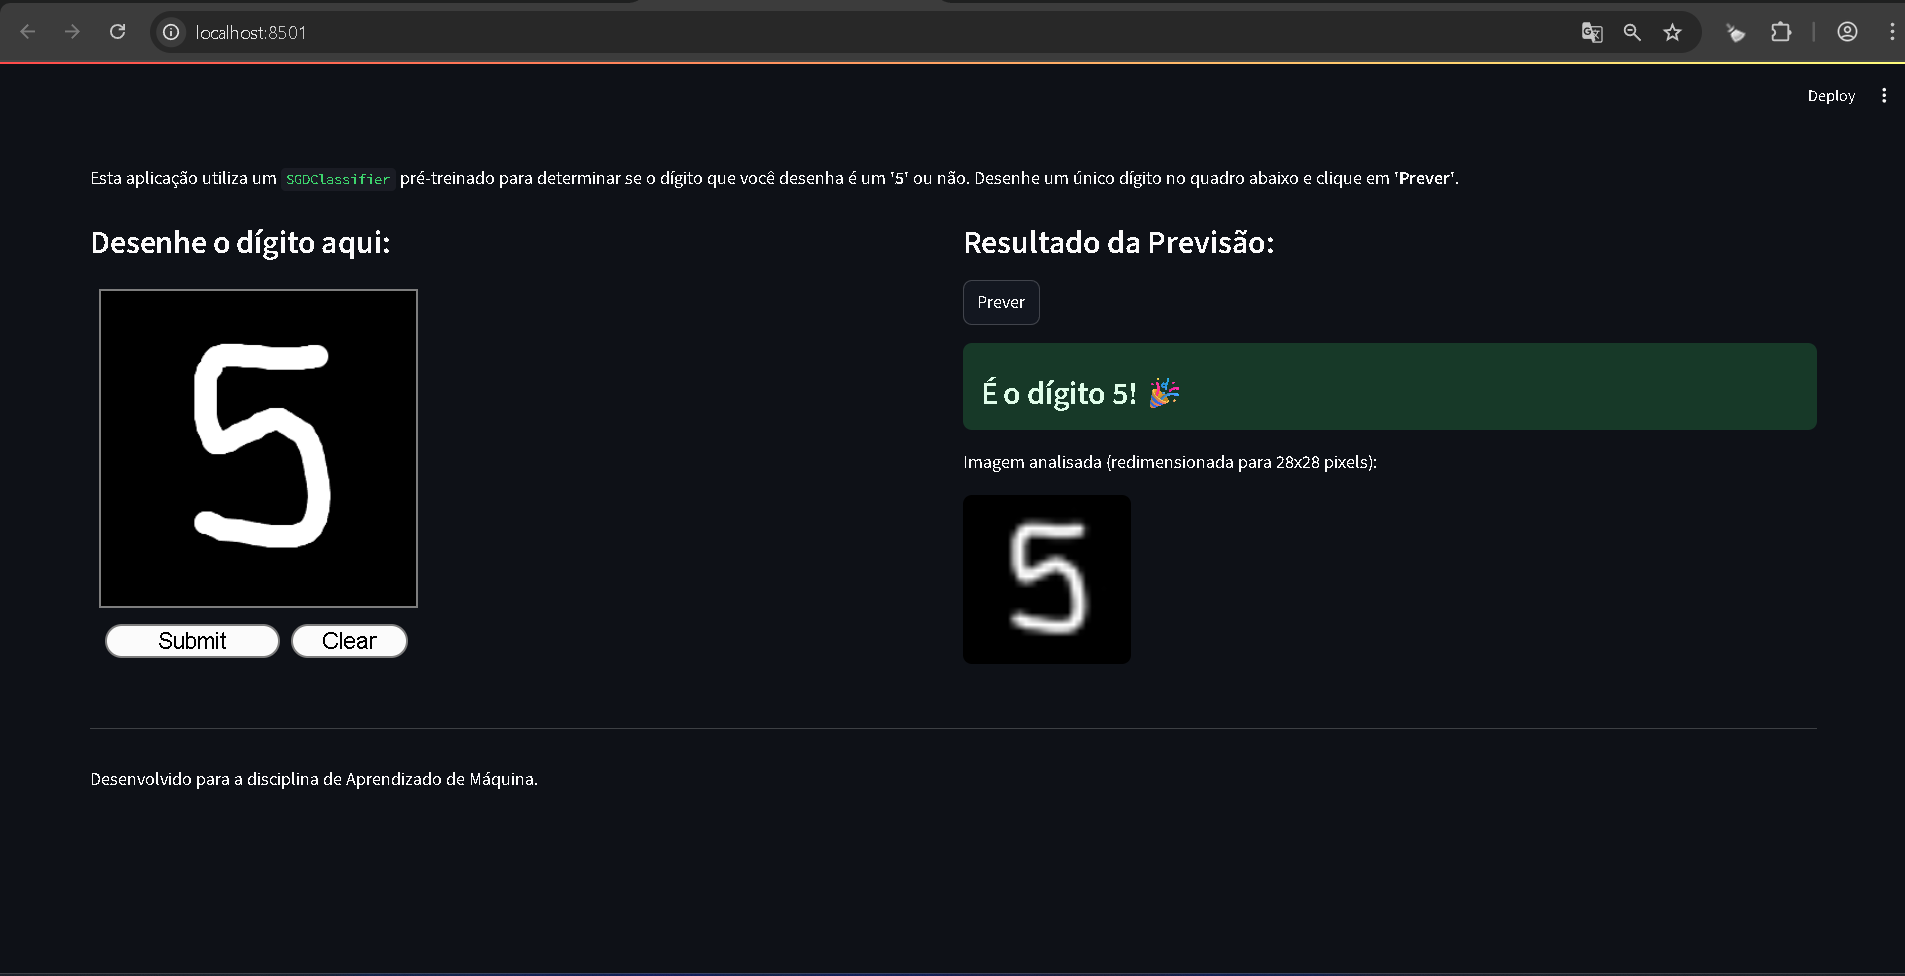 localhost:8501
Deploy
Esta aplicação utiliza um SGDClassifier pré-treinado para determinar se o dígito que você desenha é um '5' ou não. Desenhe um único dígito no quadro abaixo e clique em 'Prever'.
Desenhe o dígito aqui:
5
Submit Clear
Resultado da Previsão:
Prever
É o dígito 5! 🎉
Imagem analisada (redimensionada para 28x28 pixels):
5
Desenvolvido para a disciplina de Aprendizado de Máquina.